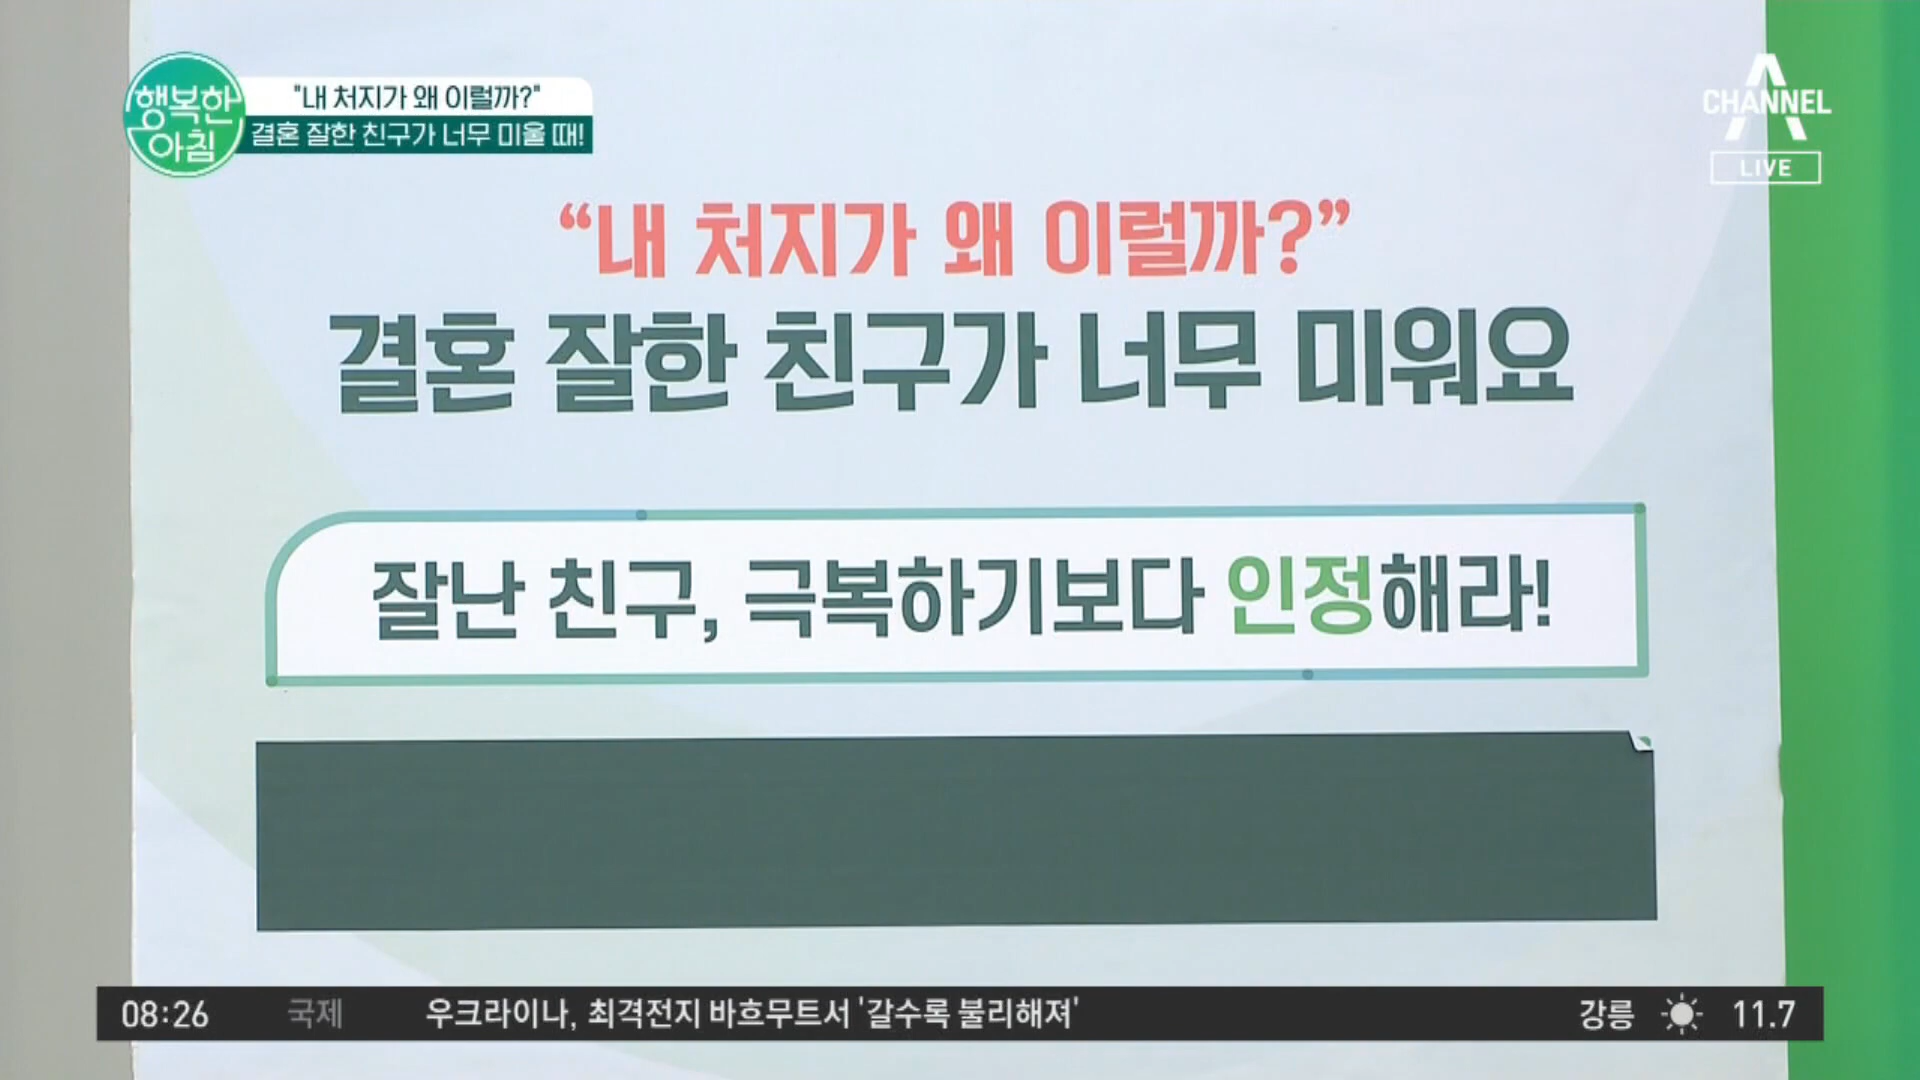 행복한
아침
"내 처지가 왜 이럴까?"
결혼 잘한 친구가 너무 미울 때!
CHANNEL A
LIVE
“내 처지가 왜 이럴까?”
결혼 잘한 친구가 너무 미워요
잘난 친구, 극복하기보다 인정해라!
08:26 국제 우크라이나, 최격전지 바흐무트서 '갈수록 불리해져' 강릉 11.7